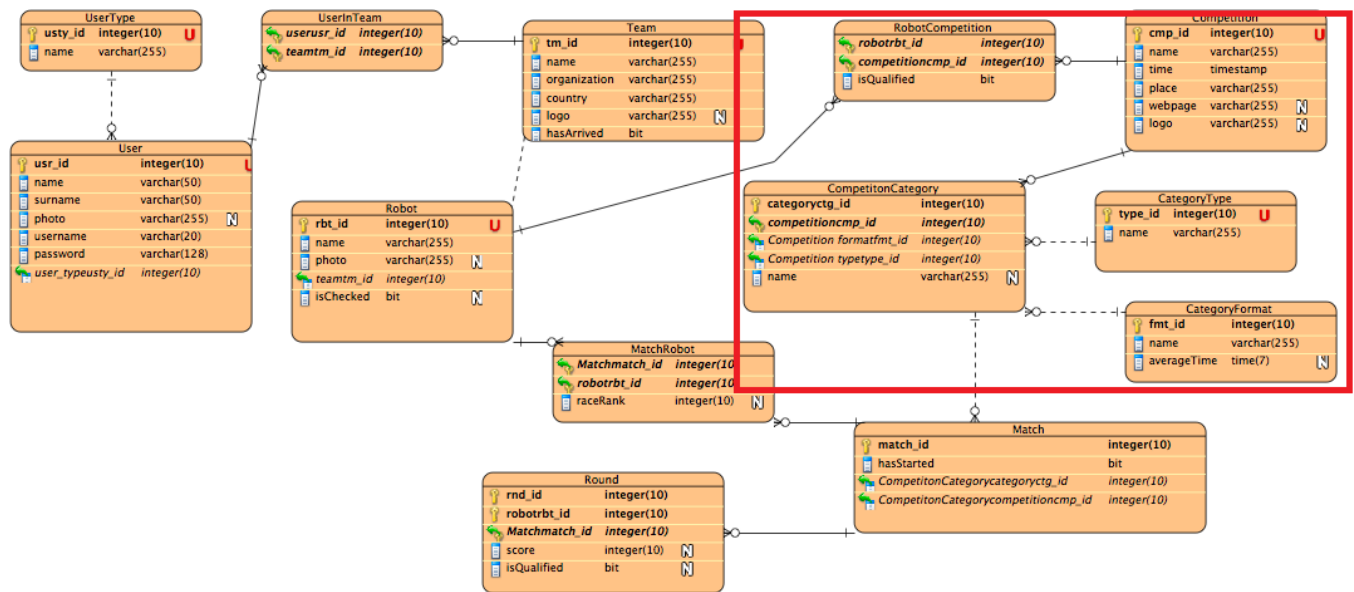 UserType
usty_id integer(10) U
name varchar(255)
UserInTeam
userusr_id integer(10)
teamtm_id integer(10)
Team
tm_id integer(10) U
name varchar(255)
organization varchar(255)
country varchar(255)
logo varchar(255) N
hasArrived bit
RobotCompetition
robotrbt_id integer(10)
competitioncmp_id integer(10)
isQualified bit
Competition
cmp_id integer(10) U
name varchar(255)
time timestamp
place varchar(255)
webpage varchar(255) N
logo varchar(255) N
User
usr_id integer(10) U
name varchar(50)
surname varchar(50)
photo varchar(255) N
username varchar(20)
password varchar(128)
user_typeusty_id integer(10)
Robot
rbt_id integer(10) U
name varchar(255)
photo varchar(255) N
teamtm_id integer(10)
isChecked bit N
CompetitonCategory
categoryctg_id integer(10)
competitioncmp_id integer(10)
Competition formatfmt_id integer(10)
Competition typetype_id integer(10)
name varchar(255) N
CategoryType
type_id integer(10) U
name varchar(255)
CategoryFormat
fmt_id integer(10)
name varchar(255)
averageTime time(7) N
MatchRobot
Matchmatch_id integer(10
robotrbt_id integer(10
raceRank integer(10) N
Match
match_id integer(10)
hasStarted bit
CompetitonCategorycategoryctg_id integer(10)
CompetitonCategorycompetitioncmp_id integer(10)
Round
rnd_id integer(10)
robotrbt_id integer(10)
Matchmatch_id integer(10)
score integer(10) N
isQualified bit N